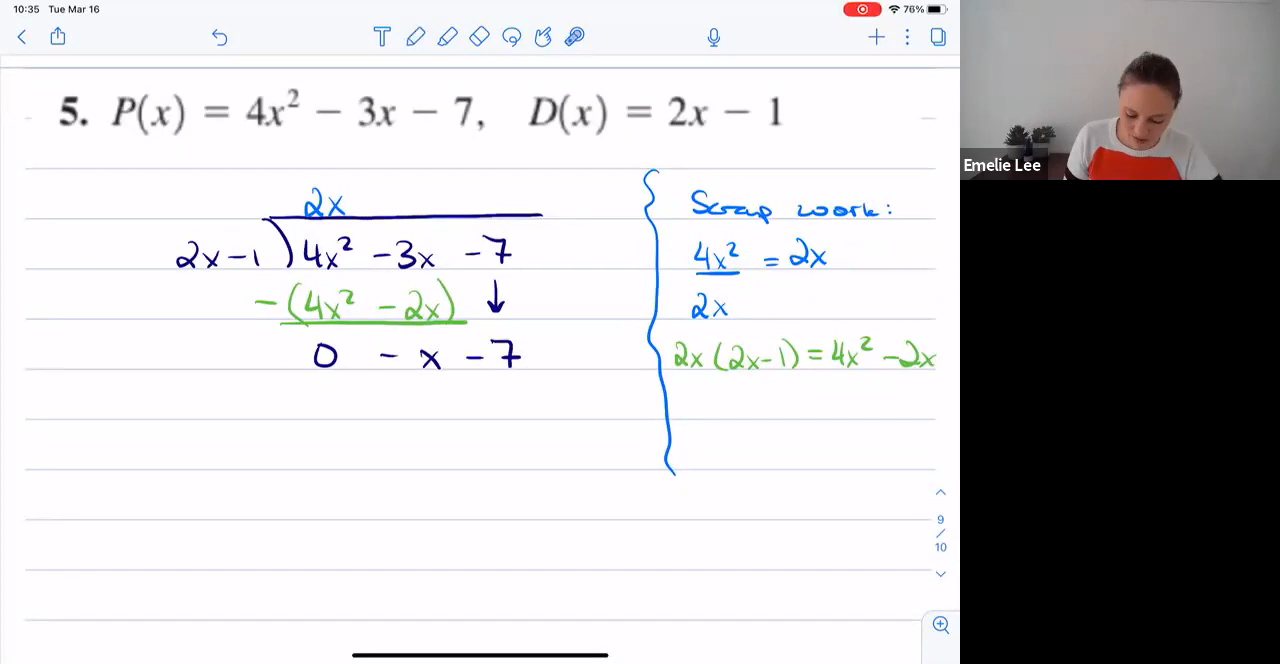 10:35 Tue Mar 16
76%
5. P(x) = 4x² − 3x − 7, D(x) = 2x − 1
2x
2x-1 ) 4x² - 3x - 7
- (4x² - 2x) ↓
0 - x - 7
Scrap work:
4x² = 2x
2x
2x (2x-1) = 4x² - 2x
Emelie Lee
9
/
10